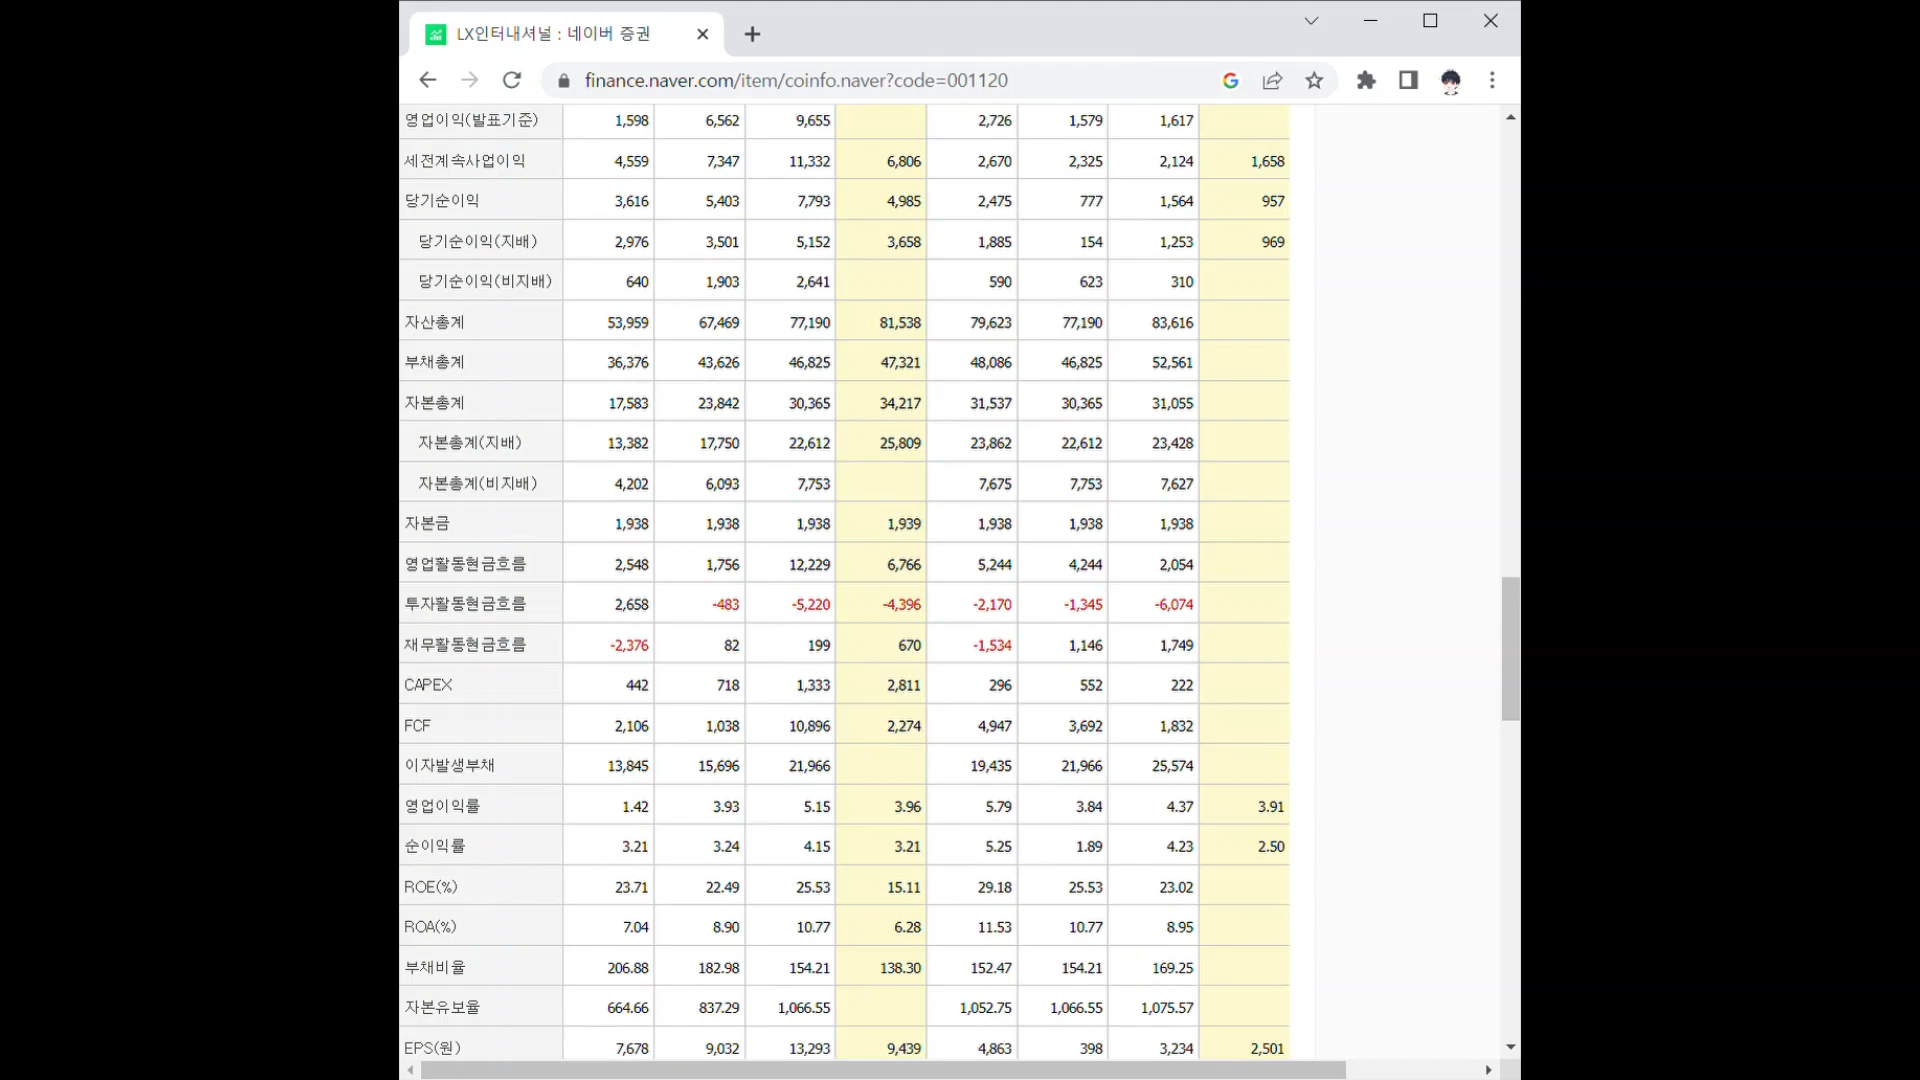 LX인터내셔널 : 네이버 증권
finance.naver.com/item/coinfo.naver?code=001120
영업이익(발표기준) 1,598 6,562 9,655 2,726 1,579 1,617
세전계속사업이익 4,559 7,347 11,332 6,806 2,670 2,325 2,124 1,658
당기순이익 3,616 5,403 7,793 4,985 2,475 777 1,564 957
당기순이익(지배) 2,976 3,501 5,152 3,658 1,885 154 1,253 969
당기순이익(비지배) 640 1,903 2,641 590 623 310
자산총계 53,959 67,469 77,190 81,538 79,623 77,190 83,616
부채총계 36,376 43,626 46,825 47,321 48,086 46,825 52,561
자본총계 17,583 23,842 30,365 34,217 31,537 30,365 31,055
자본총계(지배) 13,382 17,750 22,612 25,809 23,862 22,612 23,428
자본총계(비지배) 4,202 6,093 7,753 7,675 7,753 7,627
자본금 1,938 1,938 1,938 1,939 1,938 1,938 1,938
영업활동현금흐름 2,548 1,756 12,229 6,766 5,244 4,244 2,054
투자활동현금흐름 2,658 -483 -5,220 -4,396 -2,170 -1,345 -6,074
재무활동현금흐름 -2,376 82 199 670 -1,534 1,146 1,749
CAPEX 442 718 1,333 2,811 296 552 222
FCF 2,106 1,038 10,896 2,274 4,947 3,692 1,832
이자발생부채 13,845 15,696 21,966 19,435 21,966 25,574
영업이익률 1.42 3.93 5.15 3.96 5.79 3.84 4.37 3.91
순이익률 3.21 3.24 4.15 3.21 5.25 1.89 4.23 2.50
ROE(%) 23.71 22.49 25.53 15.11 29.18 25.53 23.02
ROA(%) 7.04 8.90 10.77 6.28 11.53 10.77 8.95
부채비율 206.88 182.98 154.21 138.30 152.47 154.21 169.25
자본유보율 664.66 837.29 1,066.55 1,052.75 1,066.55 1,075.57
EPS(원) 7,678 9,032 13,293 9,439 4,863 398 3,234 2,501